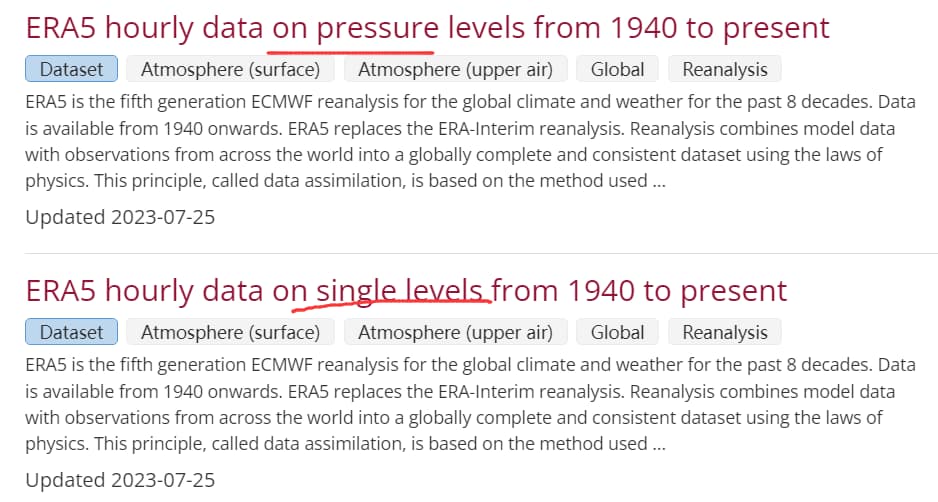 ERA5 hourly data on pressure levels from 1940 to present
Dataset Atmosphere (surface) Atmosphere (upper air) Global Reanalysis
ERA5 is the fifth generation ECMWF reanalysis for the global climate and weather for the past 8 decades. Data
is available from 1940 onwards. ERA5 replaces the ERA-Interim reanalysis. Reanalysis combines model data
with observations from across the world into a globally complete and consistent dataset using the laws of
physics. This principle, called data assimilation, is based on the method used ...
Updated 2023-07-25
ERA5 hourly data on single levels from 1940 to present
Dataset Atmosphere (surface) Atmosphere (upper air) Global Reanalysis
ERA5 is the fifth generation ECMWF reanalysis for the global climate and weather for the past 8 decades. Data
is available from 1940 onwards. ERA5 replaces the ERA-Interim reanalysis. Reanalysis combines model data
with observations from across the world into a globally complete and consistent dataset using the laws of
physics. This principle, called data assimilation, is based on the method used ...
Updated 2023-07-25